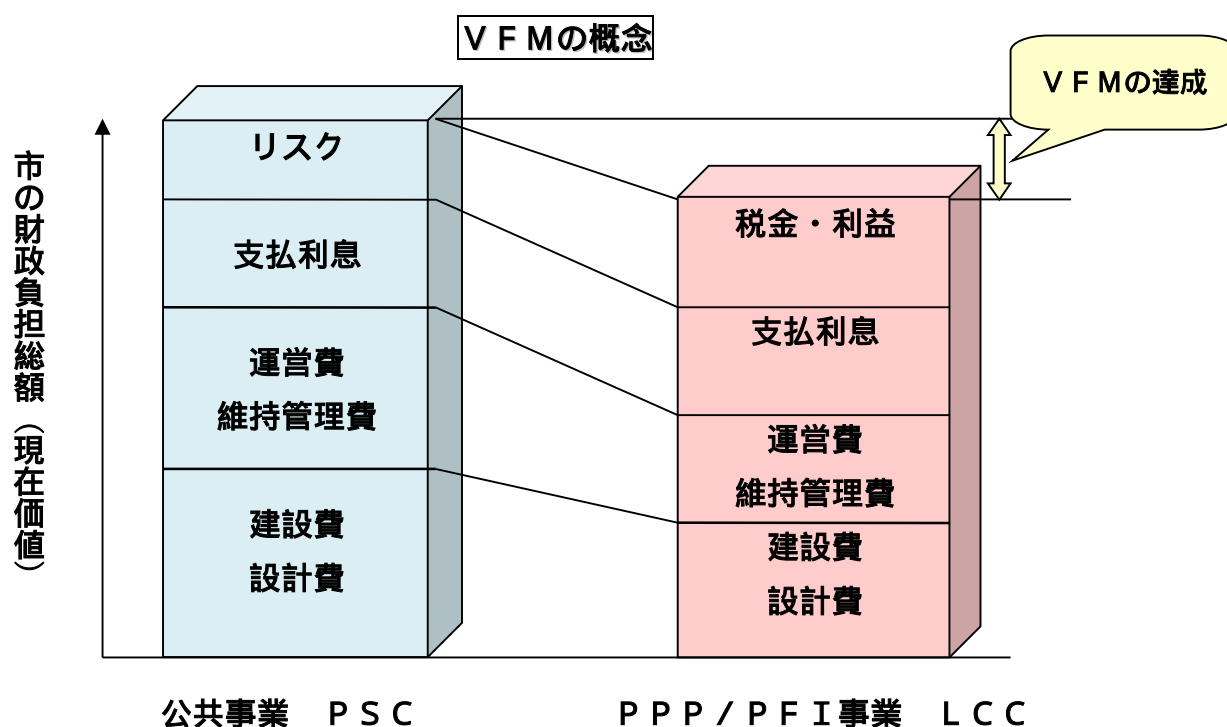 ＶＦＭの概念
ＶＦＭの達成
市の財政負担総額（現在価値）
リスク
支払利息
運営費
維持管理費
建設費
設計費
税金・利益
支払利息
運営費
維持管理費
建設費
設計費
公共事業　ＰＳＣ
ＰＰＰ/ＰＦＩ事業　ＬＣＣ